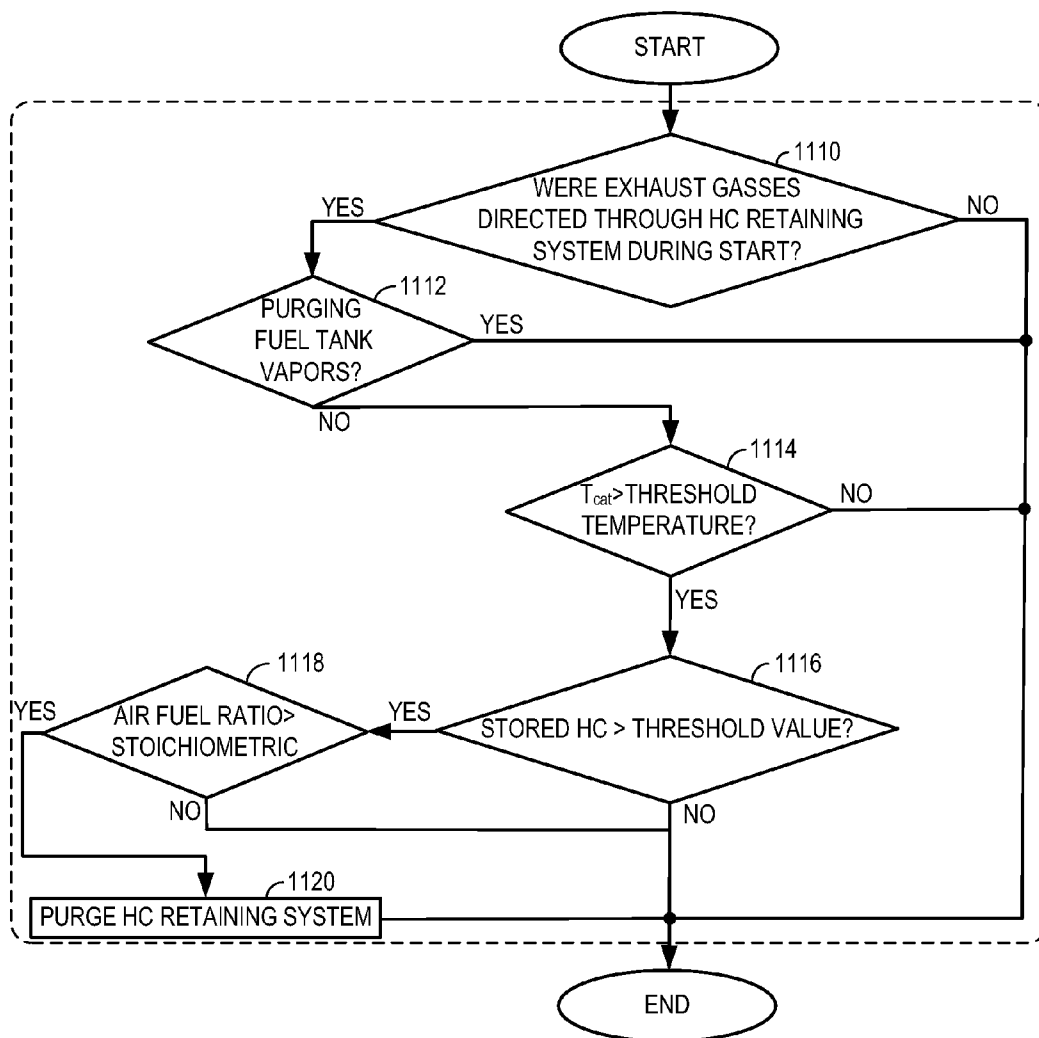 START
1110
WERE EXHAUST GASSES
DIRECTED THROUGH HC RETAINING
SYSTEM DURING START?
YES
NO
1112
PURGING
FUEL TANK
VAPORS?
YES
NO
1114
Tcat>THRESHOLD
TEMPERATURE?
NO
YES
1116
STORED HC > THRESHOLD VALUE?
YES
NO
1118
AIR FUEL RATIO>
STOICHIOMETRIC
YES
NO
1120
PURGE HC RETAINING SYSTEM
END